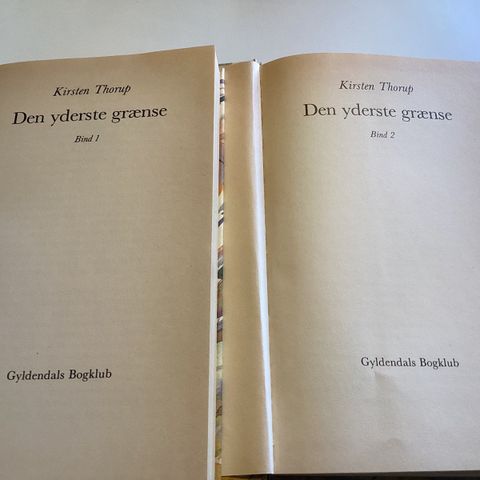 Kirsten Thorup
Den yderste grænse
Bind 1
Gyldendals Bogklub
Kirsten Thorup
Den yderste grænse
Bind 2
Gyldendals Bogklub